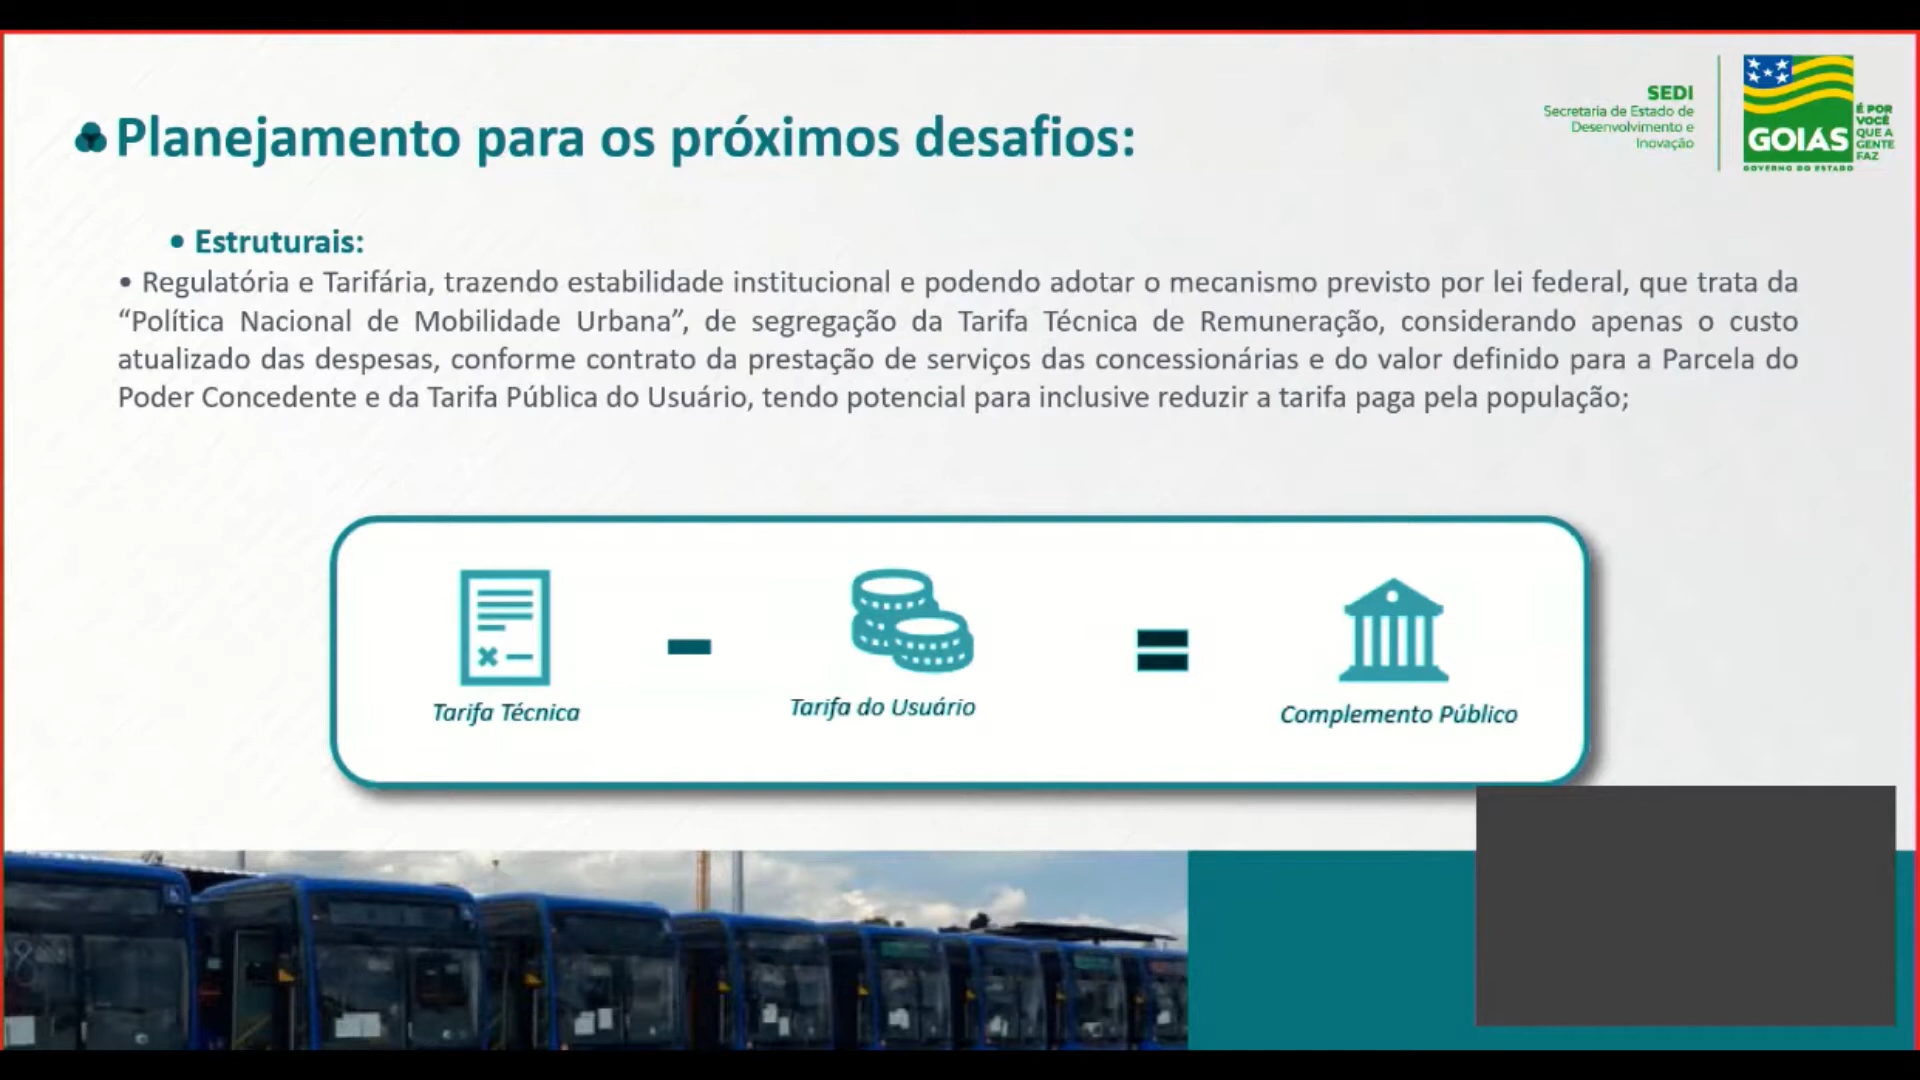 SEDI
Secretaria de Estado de
Desenvolvimento e
Inovação
GOIÁS
GOVERNO DO ESTADO
É POR
VOCÊ
QUE A
GENTE
FAZ
Planejamento para os próximos desafios:
• Estruturais:
• Regulatória e Tarifária, trazendo estabilidade institucional e podendo adotar o mecanismo previsto por lei federal, que trata da
“Política Nacional de Mobilidade Urbana”, de segregação da Tarifa Técnica de Remuneração, considerando apenas o custo
atualizado das despesas, conforme contrato da prestação de serviços das concessionárias e do valor definido para a Parcela do
Poder Concedente e da Tarifa Pública do Usuário, tendo potencial para inclusive reduzir a tarifa paga pela população;
Tarifa Técnica
Tarifa do Usuário
Complemento Público